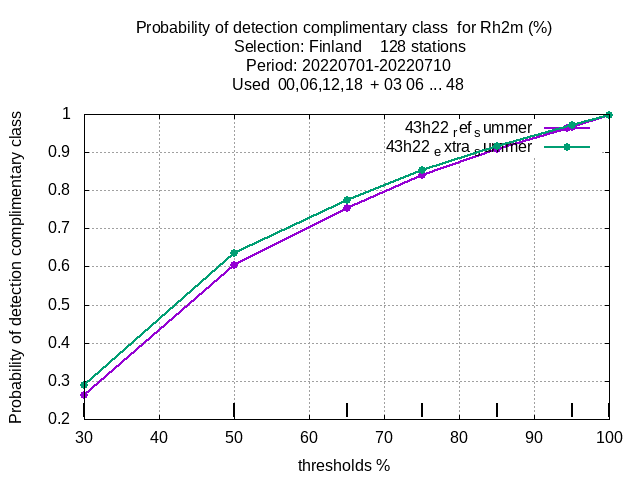 Probability of detection complimentary class for Rh2m (%)
Selection: Finland 128 stations
Period: 20220701-20220710
Used 00,06,12,18 + 03 06 ... 48
Probability of detection complimentary class
1
0.9
0.8
0.7
0.6
0.5
0.4
0.3
0.2
43h22 ref summer
43h22 extra summer
30 40 50 60 70 80 90 100
thresholds %